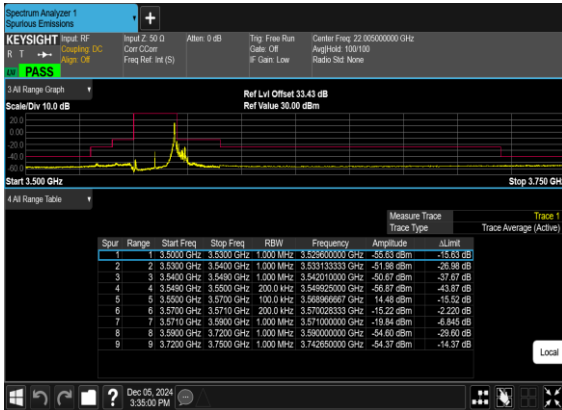 Spectrum Analyzer 1
Spurious Emissions
KEYSIGHT Input: RF Input Z: 50 Ω Atten: 0 dB Trig: Free Run Center Freq: 22.005000000 GHz
R T Coupling: DC Corr CCorr Gate: Off Avg|Hold: 100/100
Align: Off Freq Ref: Int (S) IF Gain: Low Radio Std: None
LXI PASS
3 All Range Graph Ref Lvl Offset 33.43 dB
Scale/Div 10.0 dB Ref Value 30.00 dBm
20.0
0.00
-20.0
-40.0
-60.0
Start 3.500 GHz Stop 3.750 GHz
4 All Range Table
Measure Trace Trace 1
Trace Type Trace Average (Active)
Spur Range Start Freq Stop Freq RBW Frequency Amplitude ΔLimit
1 1 3.5000 GHz 3.5300 GHz 1.000 MHz 3.529600000 GHz -55.63 dBm -15.63 dB
2 2 3.5300 GHz 3.5400 GHz 1.000 MHz 3.533133333 GHz -51.98 dBm -26.98 dB
3 3 3.5400 GHz 3.5490 GHz 1.000 MHz 3.542010000 GHz -50.67 dBm -37.67 dB
4 4 3.5490 GHz 3.5500 GHz 200.0 kHz 3.549925000 GHz -56.87 dBm -43.87 dB
5 5 3.5500 GHz 3.5700 GHz 100.0 kHz 3.568966667 GHz 14.48 dBm -15.52 dB
6 6 3.5700 GHz 3.5710 GHz 200.0 kHz 3.570028333 GHz -15.22 dBm -2.220 dB
7 7 3.5710 GHz 3.5900 GHz 1.000 MHz 3.571000000 GHz -19.84 dBm -6.845 dB
8 8 3.5900 GHz 3.7200 GHz 1.000 MHz 3.590000000 GHz -54.60 dBm -29.60 dB
9 9 3.7200 GHz 3.7500 GHz 1.000 MHz 3.742650000 GHz -54.37 dBm -14.37 dB
Local
? Dec 05, 2024
3:35:00 PM